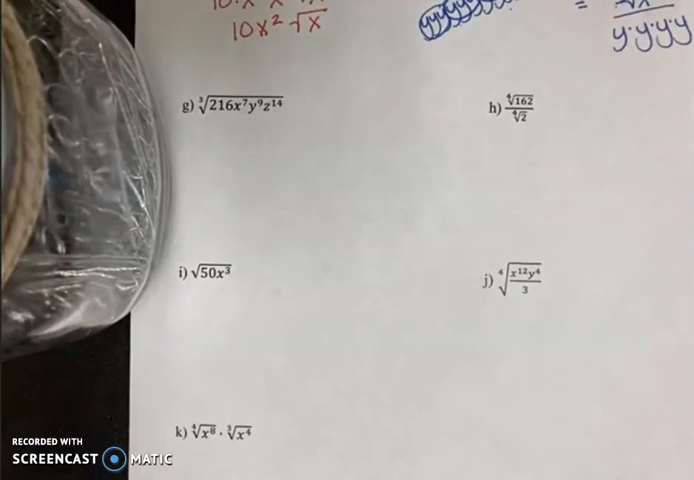 10x² √x
=
y·y·y·y
g) ∛216x⁷y⁹z¹⁴
h) ∜162 / ∜2
i) √50x³
j) ∜x¹²y⁴ / 3
k) ∜x⁸ · ∛x⁴
RECORDED WITH
SCREENCAST MATIC